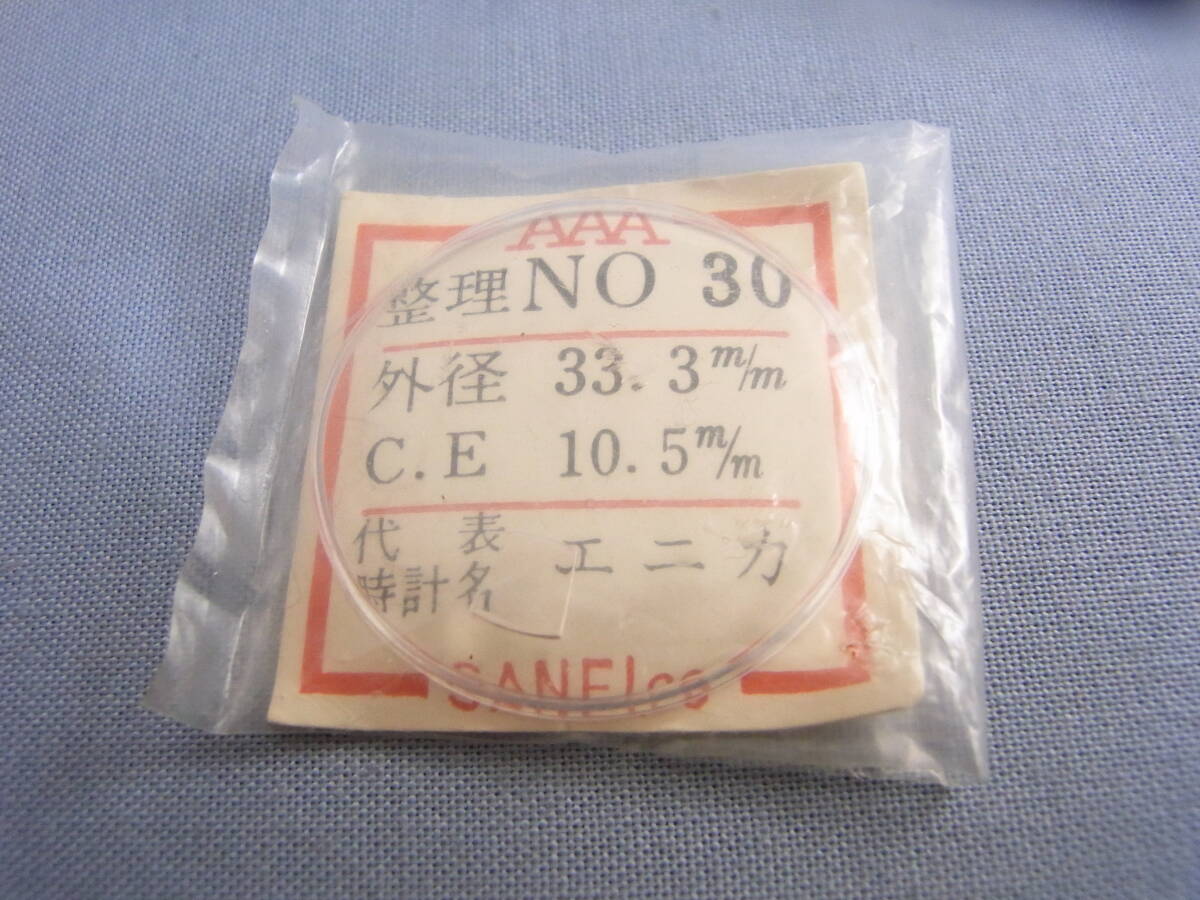 AAA
整理NO 30
外径 33.3m/m
C.E 10.5m/m
代表
時計名 エニカ
SANEI co